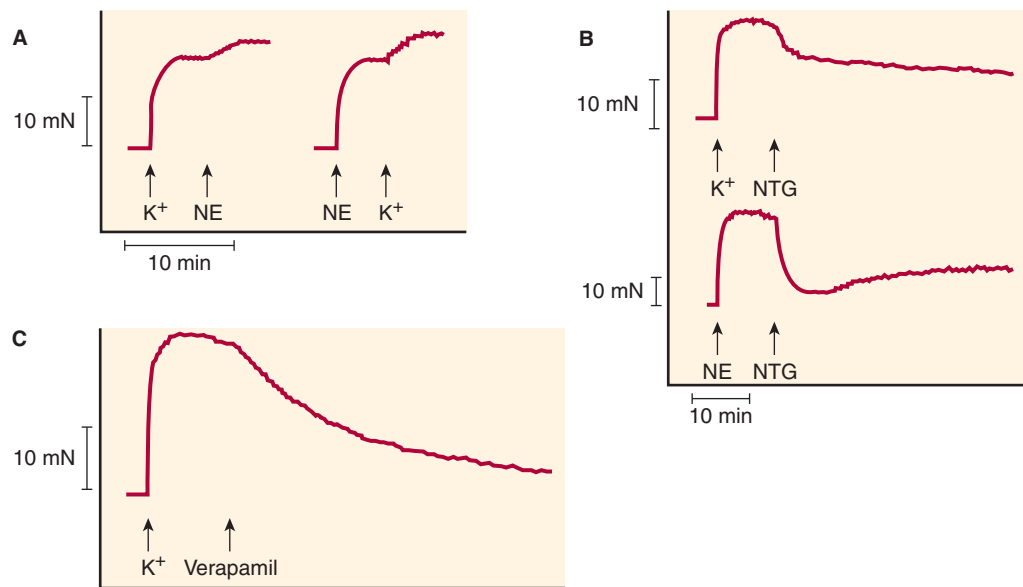 A
10 mN
K+ NE NE K+
10 min
B
10 mN
K+ NTG
10 mN
NE NTG
10 min
C
10 mN
K+ Verapamil